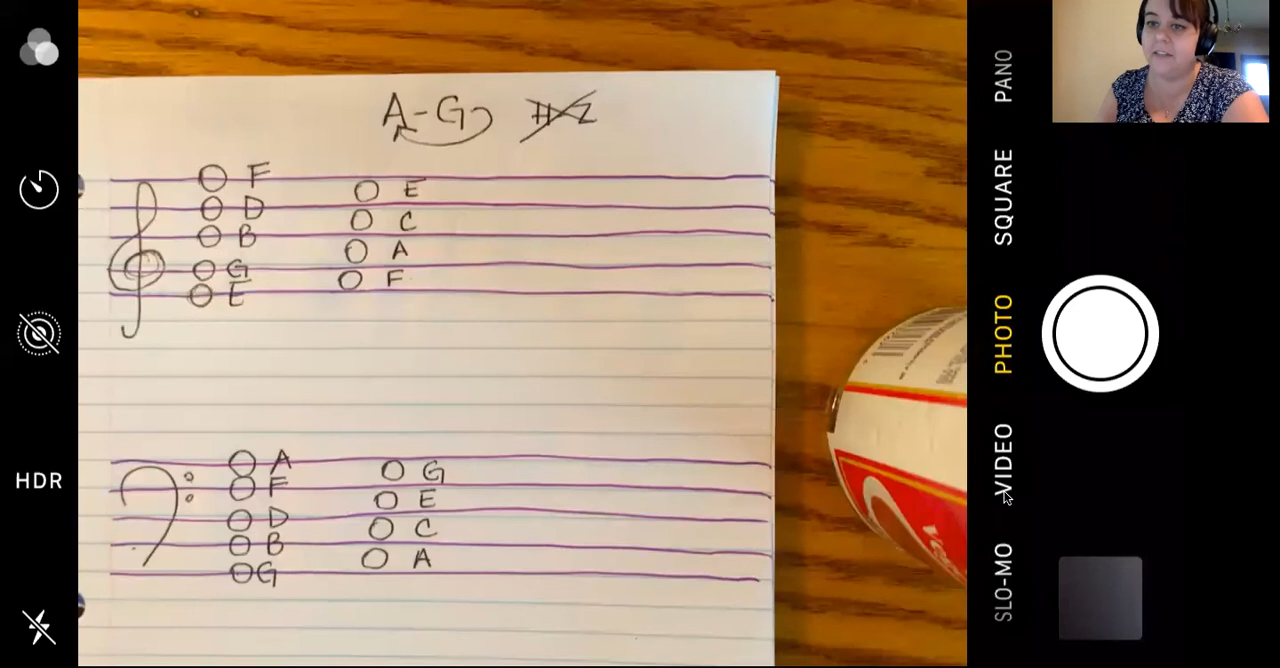 A-G H-Z
F
D
B
G
E
E
C
A
F
A
F
D
B
G
G
E
C
A
HDR
PANO
SQUARE
PHOTO
VIDEO
SLO-MO